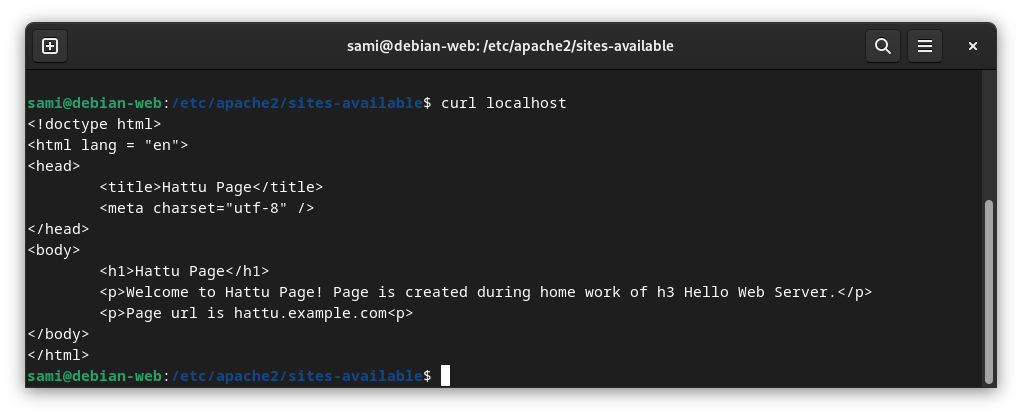 sami@debian-web: /etc/apache2/sites-available
sami@debian-web:/etc/apache2/sites-available$ curl localhost
<!doctype html>
<html lang = "en">
<head>
        <title>Hattu Page</title>
        <meta charset="utf-8" />
</head>
<body>
        <h1>Hattu Page</h1>
        <p>Welcome to Hattu Page! Page is created during home work of h3 Hello Web Server.</p>
        <p>Page url is hattu.example.com<p>
</body>
</html>
sami@debian-web:/etc/apache2/sites-available$